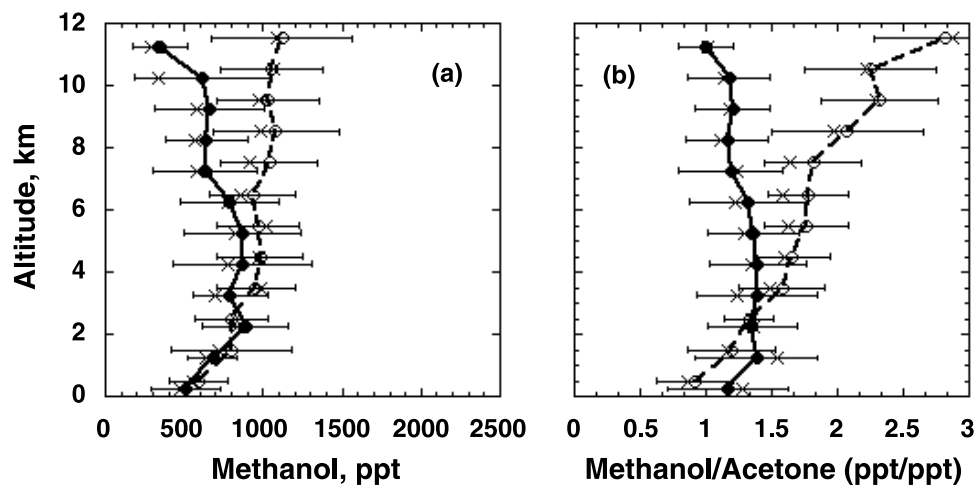 12
10
8
6
4
2
0
Altitude, km
(a)
0 500 1000 1500 2000 2500
Methanol, ppt
(b)
0 0.5 1 1.5 2 2.5 3
Methanol/Acetone (ppt/ppt)